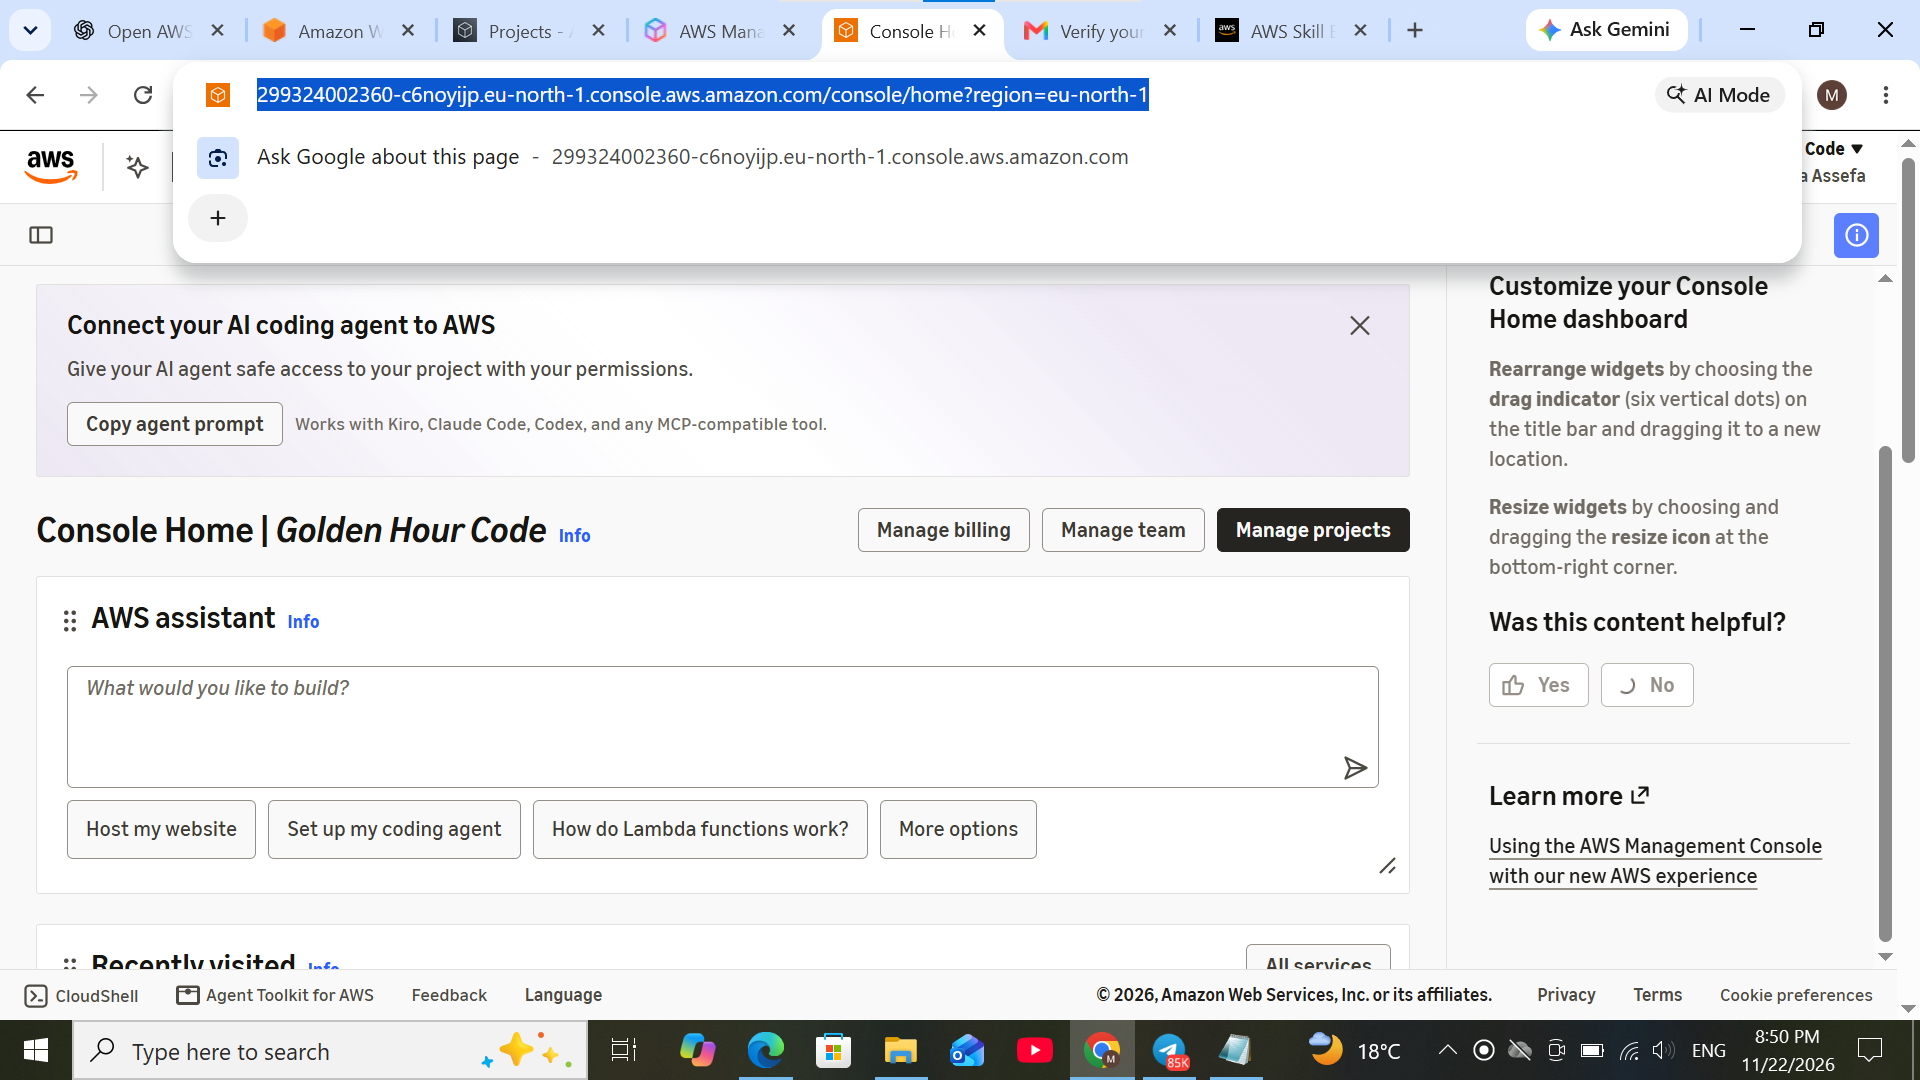 Open AWS
Amazon W
Projects - A
AWS Mana
Console H
Verify your
AWS Skill B
Ask Gemini
299324002360-c6noyijp.eu-north-1.console.aws.amazon.com/console/home?region=eu-north-1
AI Mode
M
Ask Google about this page - 299324002360-c6noyijp.eu-north-1.console.aws.amazon.com
aws
Code
a Assefa
Connect your AI coding agent to AWS
Give your AI agent safe access to your project with your permissions.
Copy agent prompt
Works with Kiro, Claude Code, Codex, and any MCP-compatible tool.
Console Home | Golden Hour Code Info
Manage billing
Manage team
Manage projects
AWS assistant Info
What would you like to build?
Host my website
Set up my coding agent
How do Lambda functions work?
More options
Recently visited Info
All services
Customize your Console
Home dashboard
Rearrange widgets by choosing the
drag indicator (six vertical dots) on
the title bar and dragging it to a new
location.
Resize widgets by choosing and
dragging the resize icon at the
bottom-right corner.
Was this content helpful?
Yes
No
Learn more
Using the AWS Management Console
with our new AWS experience
CloudShell
Agent Toolkit for AWS
Feedback
Language
© 2026, Amazon Web Services, Inc. or its affiliates.
Privacy
Terms
Cookie preferences
Type here to search
85K
18°C
ENG
8:50 PM
11/22/2026